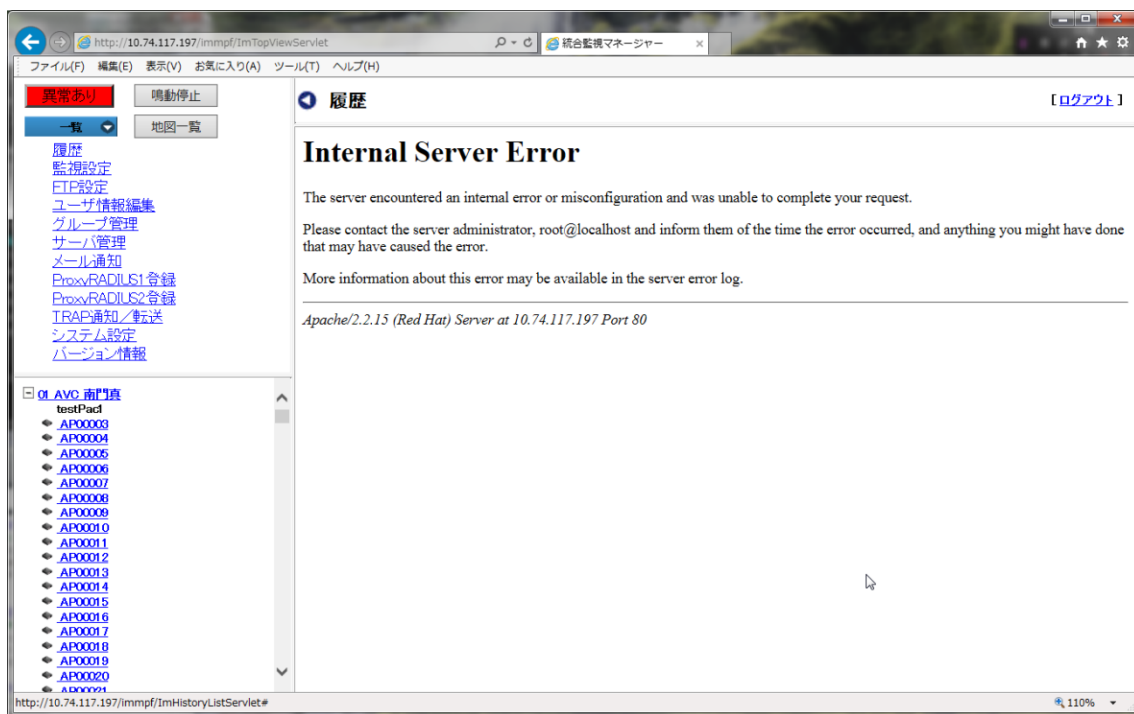 http://10.74.117.197/immpf/ImTopViewServlet
統合監視マネージャー
ファイル(F) 編集(E) 表示(V) お気に入り(A) ツール(T) ヘルプ(H)
異常あり 鳴動停止
一覧 地図一覧
履歴
監視設定
FTP設定
ユーザ情報編集
グループ管理
サーバ管理
メール通知
ProxyRADIUS1登録
ProxyRADIUS2登録
TRAP通知／転送
システム設定
バージョン情報
01_AVC_南門真
testPac1
AP00003
AP00004
AP00005
AP00006
AP00007
AP00008
AP00009
AP00010
AP00011
AP00012
AP00013
AP00014
AP00015
AP00016
AP00017
AP00018
AP00019
AP00020
AP00021
履歴 [ログアウト]
Internal Server Error
The server encountered an internal error or misconfiguration and was unable to complete your request.
Please contact the server administrator, root@localhost and inform them of the time the error occurred, and anything you might have done
that may have caused the error.
More information about this error may be available in the server error log.
Apache/2.2.15 (Red Hat) Server at 10.74.117.197 Port 80
http://10.74.117.197/immpf/ImHistoryListServlet#
110%